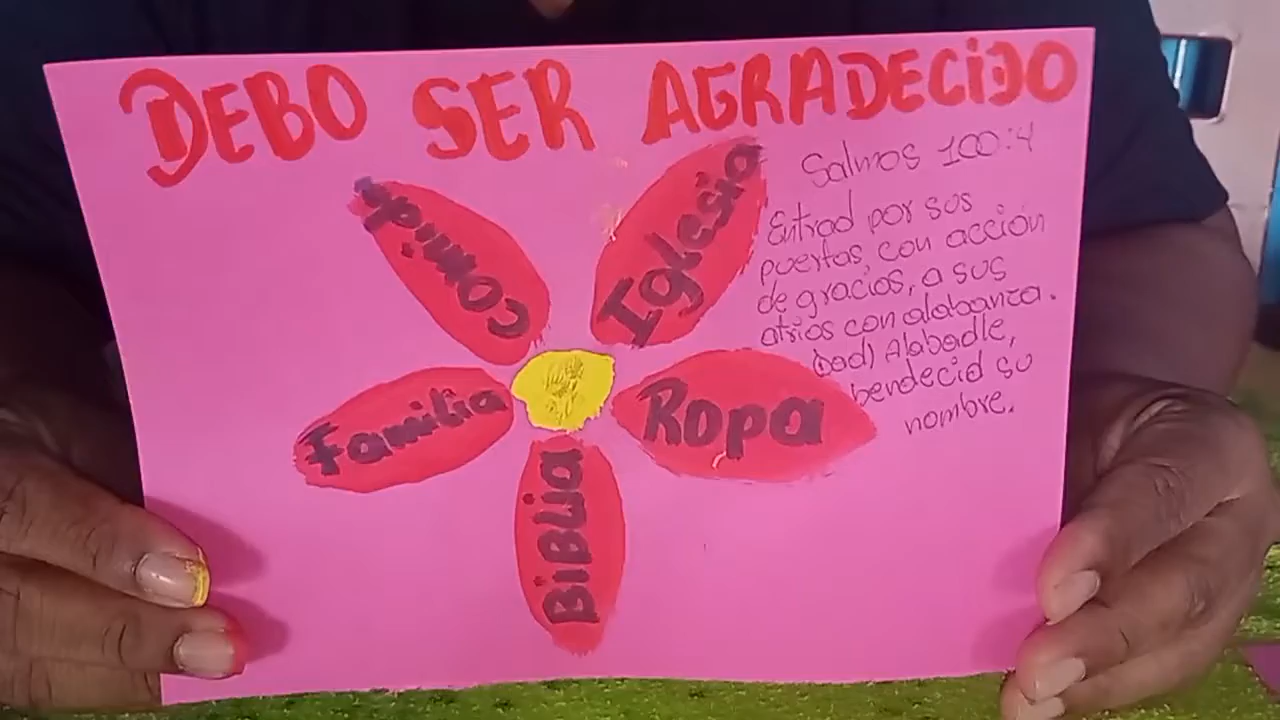 DEBO SER AGRADECIDO
Salmos 100:4
Entrad por sus
puertas con acción
de gracias, a sus
atrios con alabanza.
Alabadle,
bendecid su
nombre.
Comida
Iglesia
Familia
Ropa
BiBLia